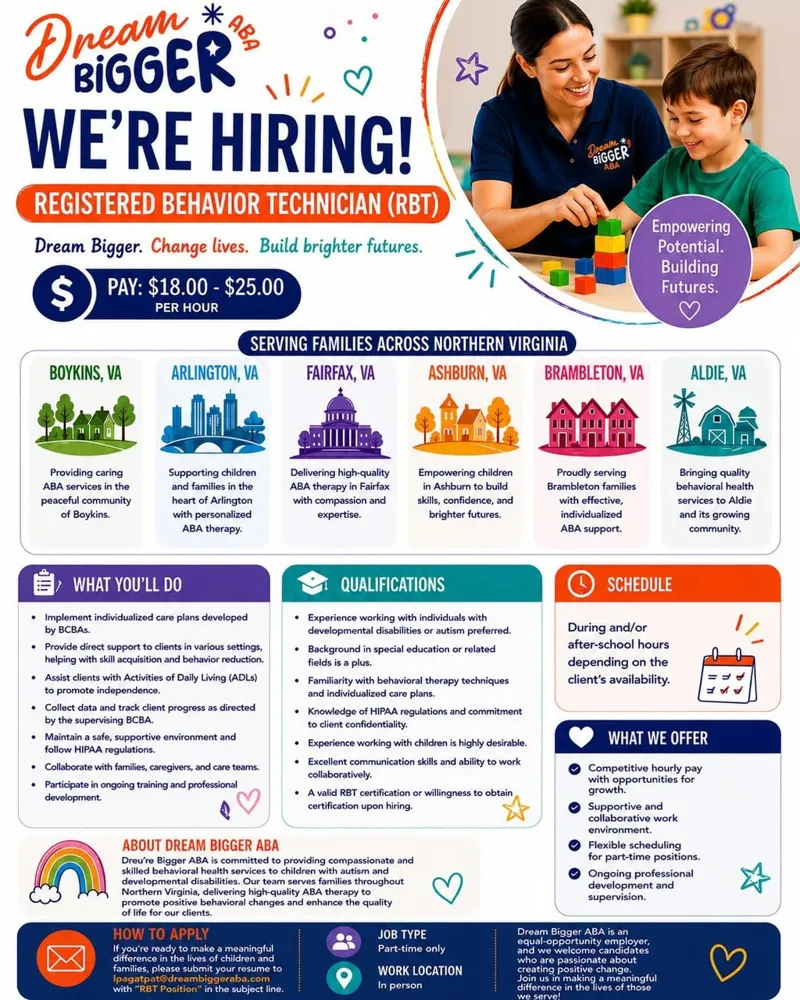 Dream
BiGGER
ABA
WE'RE HIRING!
REGISTERED BEHAVIOR TECHNICIAN (RBT)
Dream Bigger. Change lives. Build brighter futures.
$
PAY: $18.00 - $25.00
PER HOUR
Dream
BiGGER
ABA
Empowering
Potential.
Building
Futures.
SERVING FAMILIES ACROSS NORTHERN VIRGINIA
BOYKINS, VA
Providing caring
ABA services in the
peaceful community
of Boykins.
ARLINGTON, VA
Supporting children
and families in the
heart of Arlington
with personalized
ABA therapy.
FAIRFAX, VA
Delivering high-quality
ABA therapy in Fairfax
with compassion and
expertise.
ASHBURN, VA
Empowering children
in Ashburn to build
skills, confidence, and
brighter futures.
BRAMBLETON, VA
Proudly serving
Brambleton families
with effective,
individualized
ABA support.
ALDIE, VA
Bringing quality
behavioral health
services to Aldie
and its growing
community.
WHAT YOU'LL DO
• Implement individualized care plans developed
by BCBAs.
• Provide direct support to clients in various settings,
helping with skill acquisition and behavior reduction.
• Assist clients with Activities of Daily Living (ADLs)
to promote independence.
• Collect data and track client progress as directed
by the supervising BCBA.
• Maintain a safe, supportive environment and
follow HIPAA regulations.
• Collaborate with families, caregivers, and care teams.
• Participate in ongoing training and professional
development.
QUALIFICATIONS
• Experience working with individuals with
developmental disabilities or autism preferred.
• Background in special education or related
fields is a plus.
• Familiarity with behavioral therapy techniques
and individualized care plans.
• Knowledge of HIPAA regulations and commitment
to client confidentiality.
• Experience working with children is highly desirable.
• Excellent communication skills and ability to work
collaboratively.
• A valid RBT certification or willingness to obtain
certification upon hiring.
SCHEDULE
During and/or
after-school hours
depending on the
client's availability.
WHAT WE OFFER
Competitive hourly pay
with opportunities for
growth.
Supportive and
collaborative work
environment.
Flexible scheduling
for part-time positions.
Ongoing professional
development and
supervision.
ABOUT DREAM BIGGER ABA
Dreu're Bigger ABA is committed to providing compassionate and
skilled behavioral health services to children with autism and
developmental disabilities. Our team serves families throughout
Northern Virginia, delivering high-quality ABA therapy to
promote positive behavioral changes and enhance the quality
of life for our clients.
HOW TO APPLY
If you're ready to make a meaningful
difference in the lives of children and
families, please submit your resume to
lpagatpat@dreambiggeraba.com
with "RBT Position" in the subject line.
JOB TYPE
Part-time only
WORK LOCATION
In person
Dream Bigger ABA is an
equal-opportunity employer,
and we welcome candidates
who are passionate about
creating positive change.
Join us in making a meaningful
difference in the lives of those
we serve!